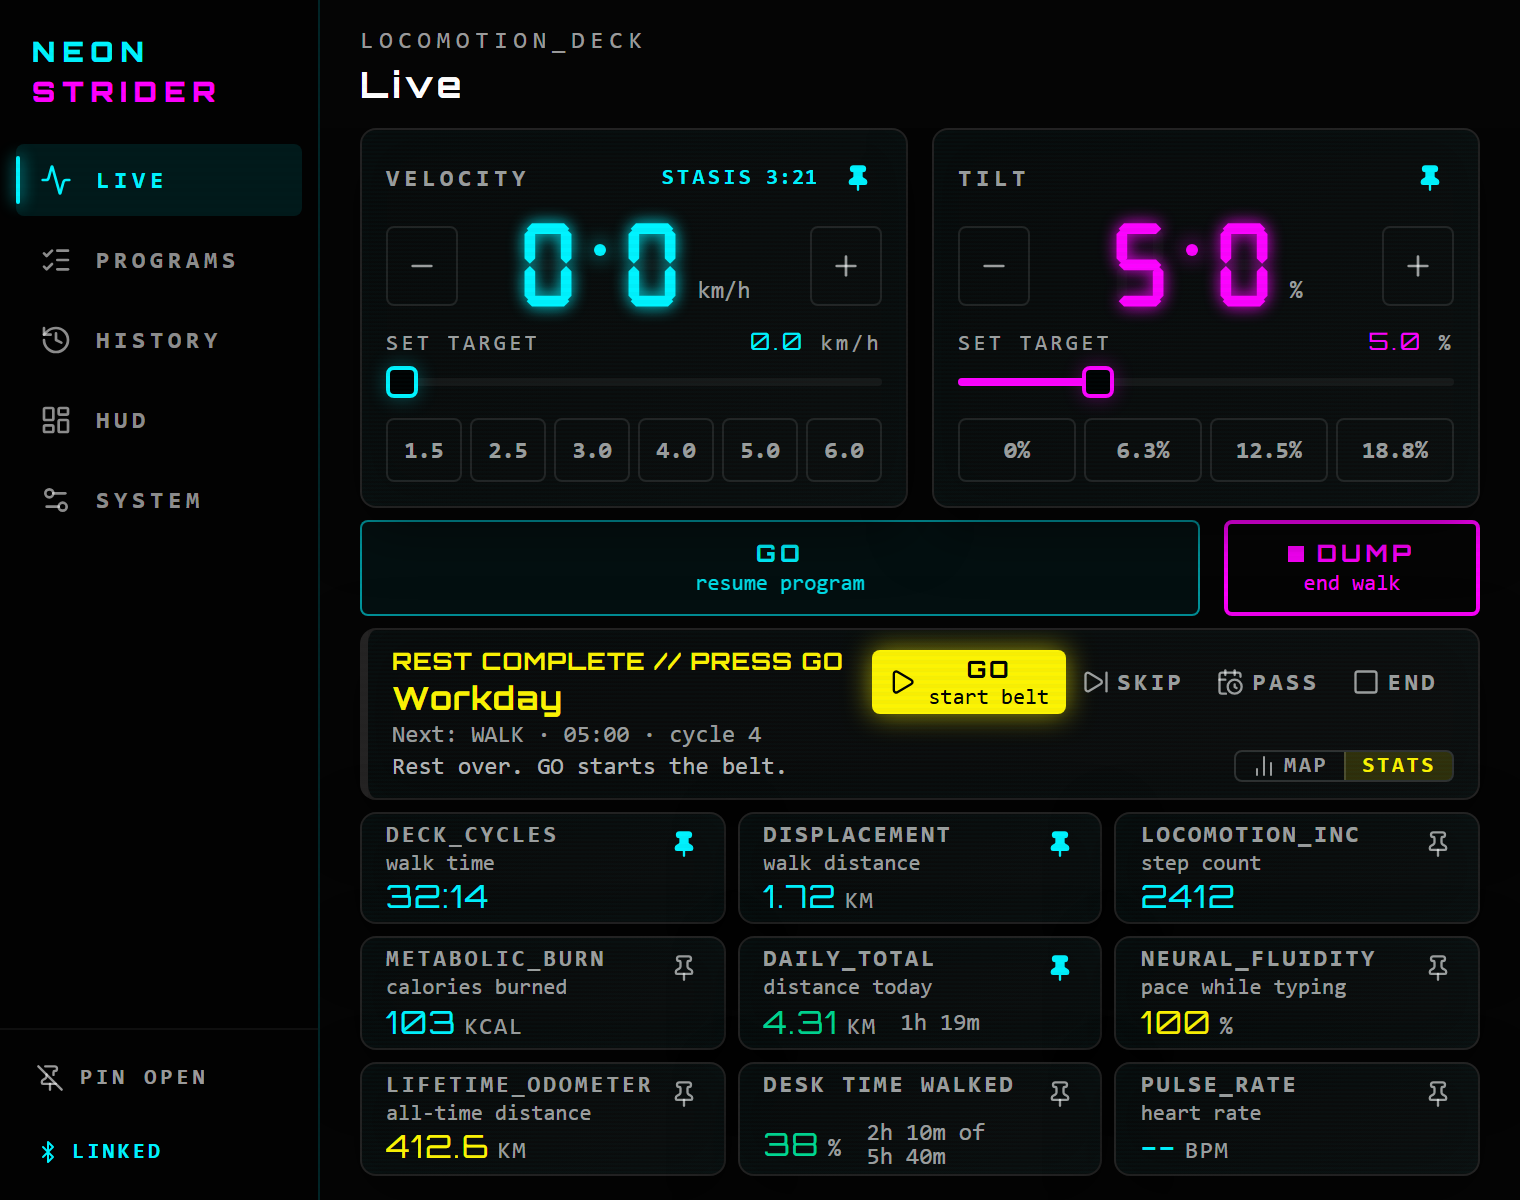 NEON
STRIDER
LIVE
PROGRAMS
HISTORY
HUD
SYSTEM
PIN OPEN
LINKED
LOCOMOTION_DECK
Live
VELOCITY
STASIS 3:21
0.0 km/h
SET TARGET
0.0 km/h
1.5 2.5 3.0 4.0 5.0 6.0
TILT
5.0 %
SET TARGET
5.0 %
0% 6.3% 12.5% 18.8%
GO
resume program
DUMP
end walk
REST COMPLETE // PRESS GO
Workday
Next: WALK · 05:00 · cycle 4
Rest over. GO starts the belt.
GO
start belt
SKIP
PASS
END
MAP
STATS
DECK_CYCLES
walk time
32:14
DISPLACEMENT
walk distance
1.72 KM
LOCOMOTION_INC
step count
2412
METABOLIC_BURN
calories burned
103 KCAL
DAILY_TOTAL
distance today
4.31 KM 1h 19m
NEURAL_FLUIDITY
pace while typing
100 %
LIFETIME_ODOMETER
all-time distance
412.6 KM
DESK TIME WALKED
38 % 2h 10m of
5h 40m
PULSE_RATE
heart rate
-- BPM